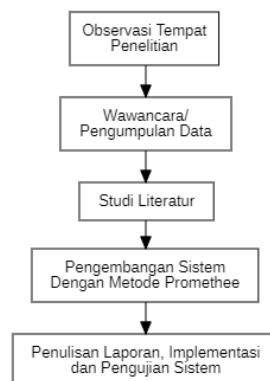 Observasi Tempat
Penelitian
Wawancara/
Pengumpulan Data
Studi Literatur
Pengembangan Sistem
Dengan Metode Promethee
Penulisan Laporan, Implementasi
dan Pengujian Sistem